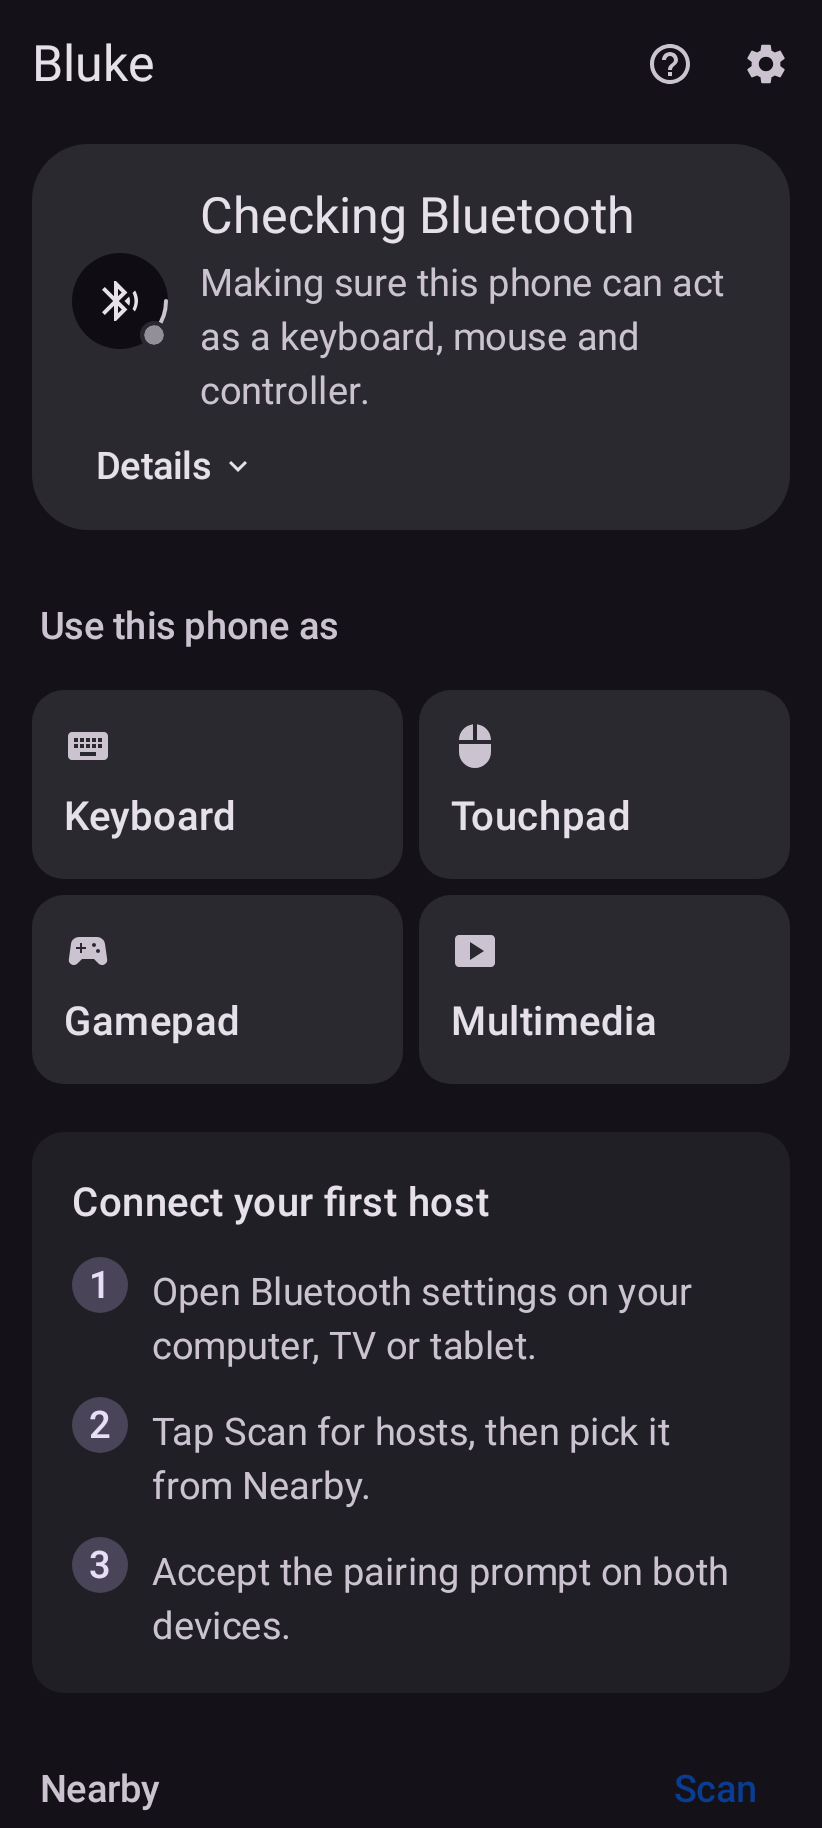 Bluke
Checking Bluetooth
Making sure this phone can act
as a keyboard, mouse and
controller.
Details
Use this phone as
Keyboard
Touchpad
Gamepad
Multimedia
Connect your first host
1
Open Bluetooth settings on your
computer, TV or tablet.
2
Tap Scan for hosts, then pick it
from Nearby.
3
Accept the pairing prompt on both
devices.
Nearby
Scan